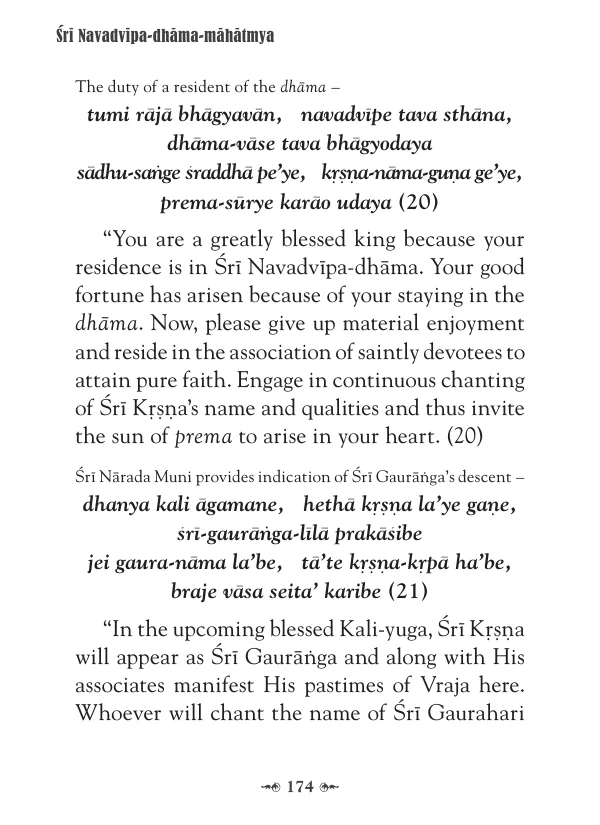 Śrī Navadvīpa-dhāma-māhātmya
The duty of a resident of the dhāma –
tumi rājā bhāgyavān, navadvīpe tava sthāna,
dhāma-vāse tava bhāgyodaya
sādhu-saṅge śraddhā pe’ye, kṛṣṇa-nāma-guṇa ge’ye,
prema-sūrye karāo udaya (20)
“You are a greatly blessed king because your
residence is in Śrī Navadvīpa-dhāma. Your good
fortune has arisen because of your staying in the
dhāma. Now, please give up material enjoyment
and reside in the association of saintly devotees to
attain pure faith. Engage in continuous chanting
of Śrī Kṛṣṇa’s name and qualities and thus invite
the sun of prema to arise in your heart. (20)
Śrī Nārada Muni provides indication of Śrī Gaurāṅga’s descent –
dhanya kali āgamane, hethā kṛṣṇa la’ye gaṇe,
śrī-gaurāṅga-līlā prakāśibe
jei gaura-nāma la’be, tā’te kṛṣṇa-kṛpā ha’be,
braje vāsa seita’ karibe (21)
“In the upcoming blessed Kali-yuga, Śrī Kṛṣṇa
will appear as Śrī Gaurāṅga and along with His
associates manifest His pastimes of Vraja here.
Whoever will chant the name of Śrī Gaurahari
174